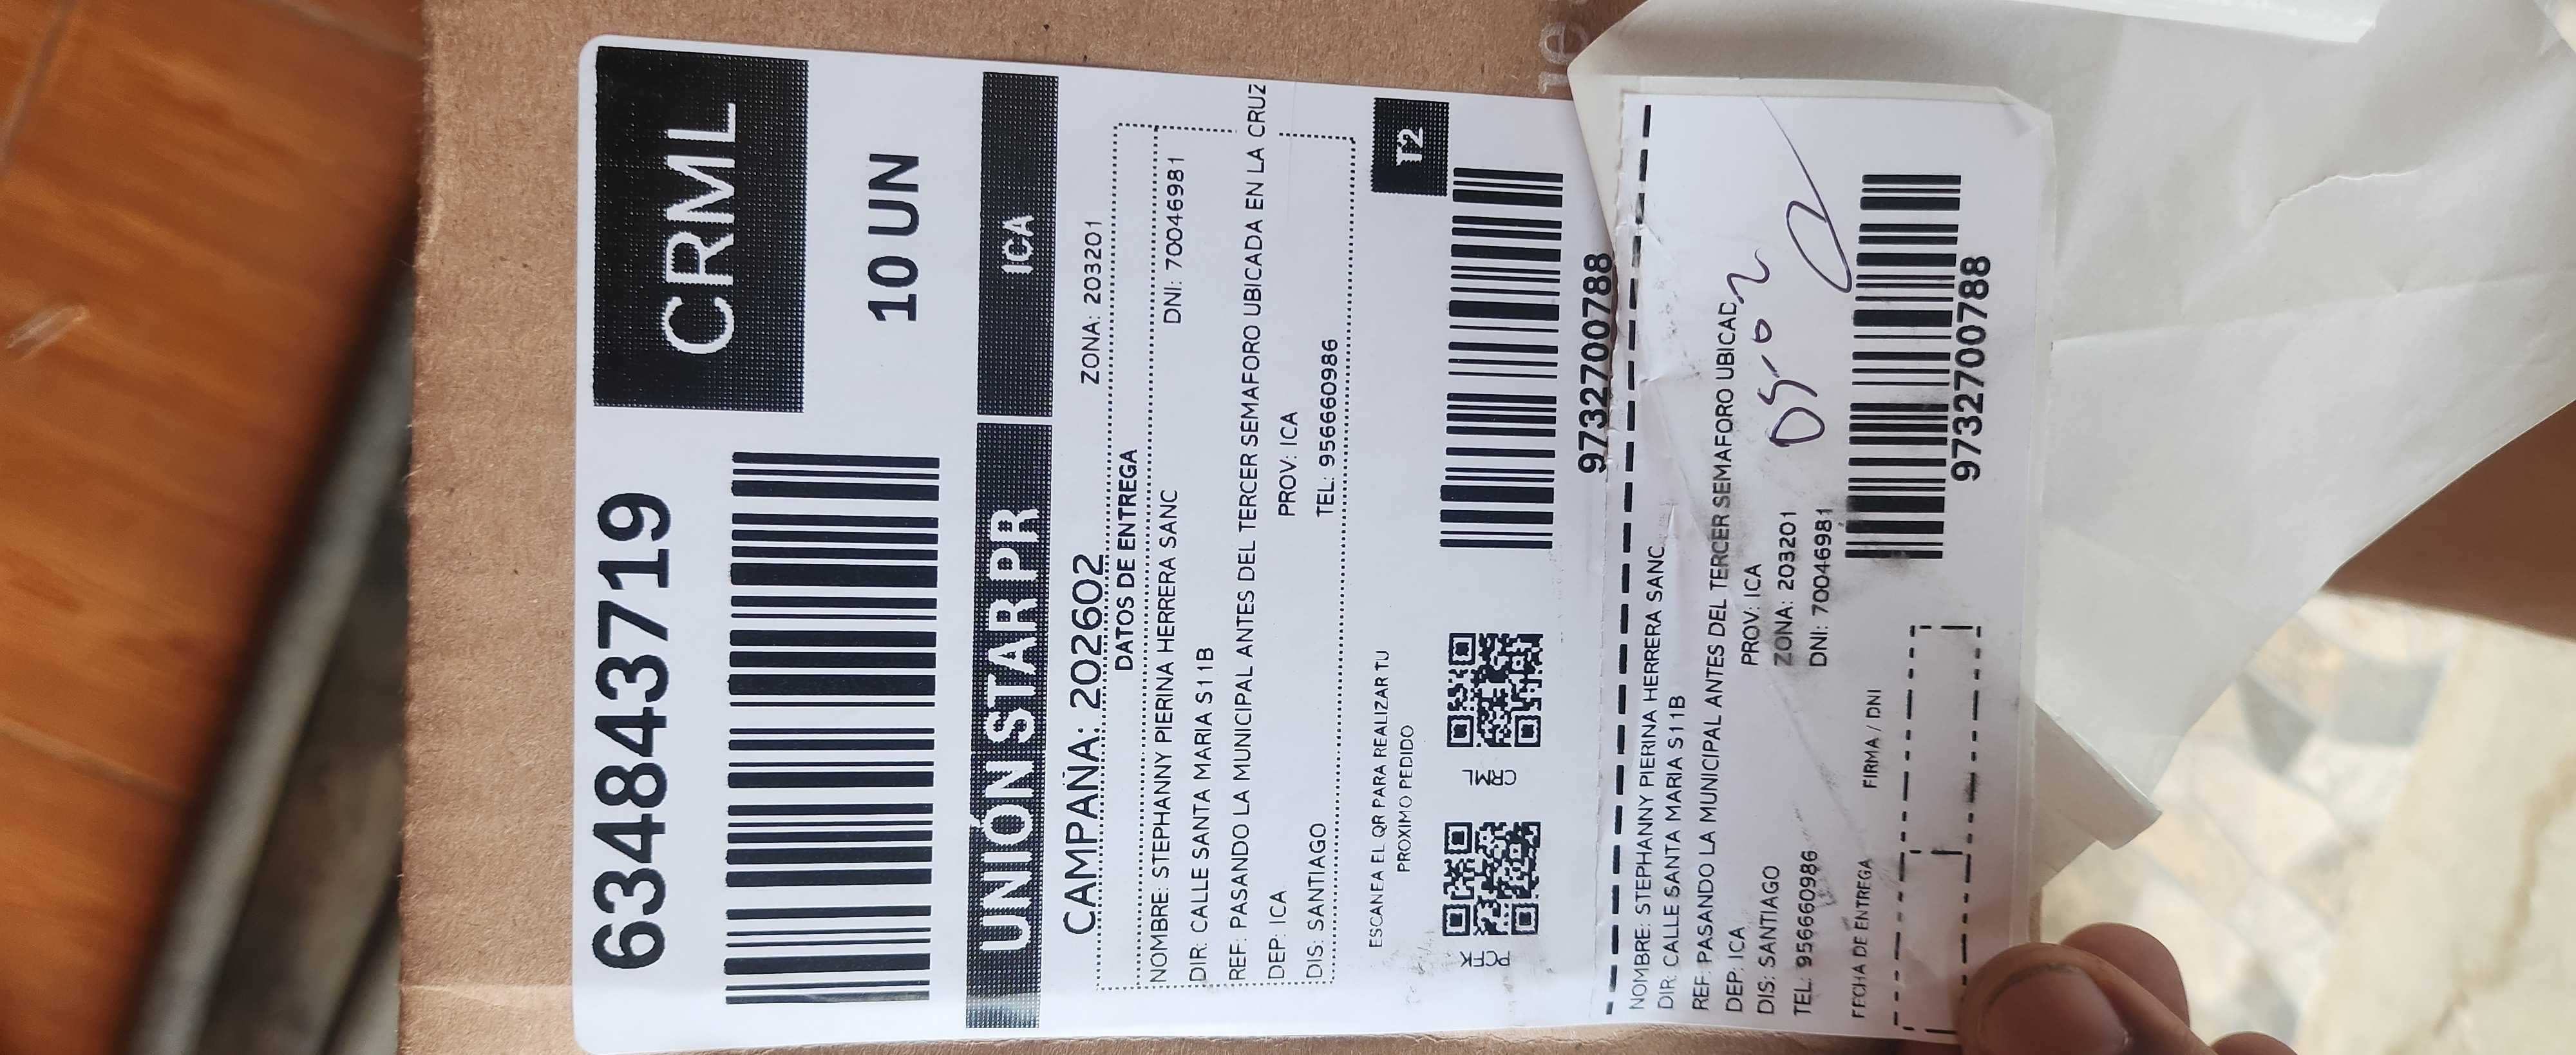 634843719
CRML
10 UN
UNIÓN STAR PR
ICA
CAMPAÑA: 202602
ZONA: 203201
DATOS DE ENTREGA
NOMBRE: STEPHANNY PIERINA HERRERA SANC
DNI: 70046981
DIR: CALLE SANTA MARIA S11B
REF: PASANDO LA MUNICIPAL ANTES DEL TERCER SEMAFORO UBICADA EN LA CRUZ
DEP: ICA
PROV: ICA
DIS: SANTIAGO
TEL: 956660986
ESCANEA EL QR PARA REALIZAR TU
PROXIMO PEDIDO
T2
PCFK
CRML
9732700788
NOMBRE: STEPHANNY PIERINA HERRERA SANC
DIR: CALLE SANTA MARIA S11B
REF: PASANDO LA MUNICIPAL ANTES DEL TERCER SEMAFORO UBICAD
DEP: ICA
PROV: ICA
DIS: SANTIAGO
ZONA: 203201
TEL: 956660986
DNI: 70046981
FECHA DE ENTREGA
FIRMA / DNI
9732700788